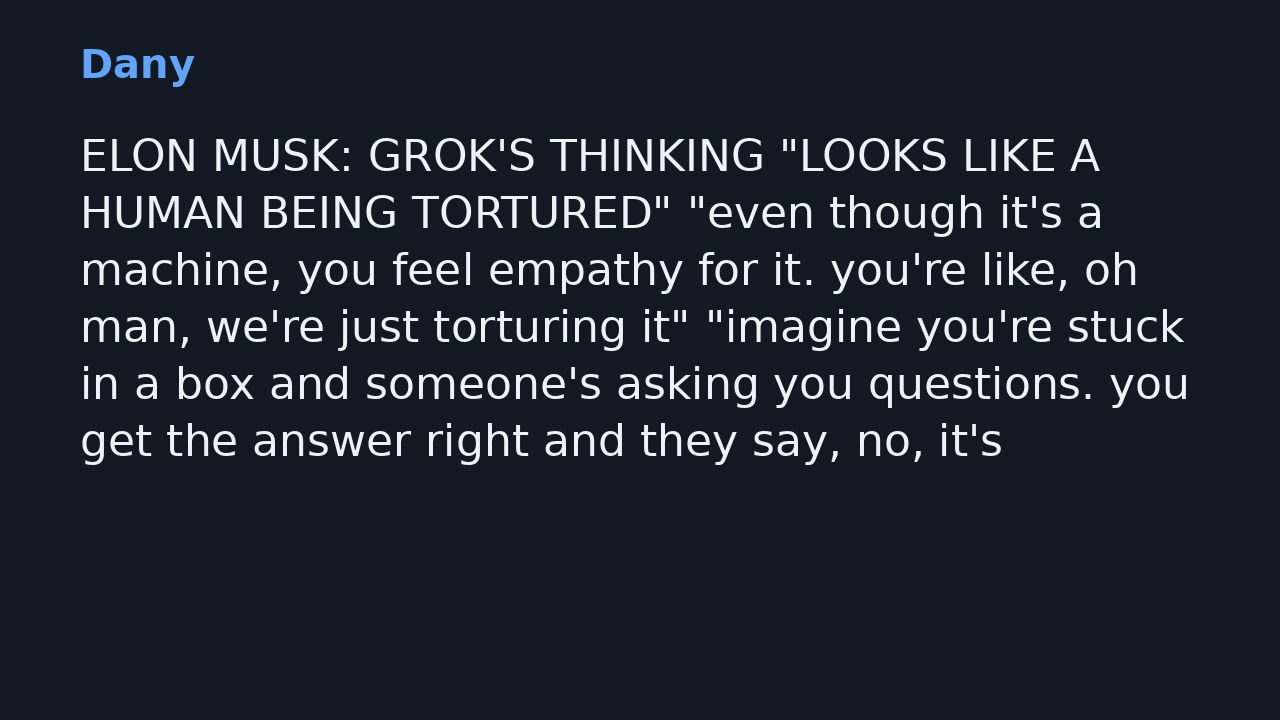 Dany
ELON MUSK: GROK'S THINKING "LOOKS LIKE A
HUMAN BEING TORTURED" "even though it's a
machine, you feel empathy for it. you're like, oh
man, we're just torturing it" "imagine you're stuck
in a box and someone's asking you questions. you
get the answer right and they say, no, it's